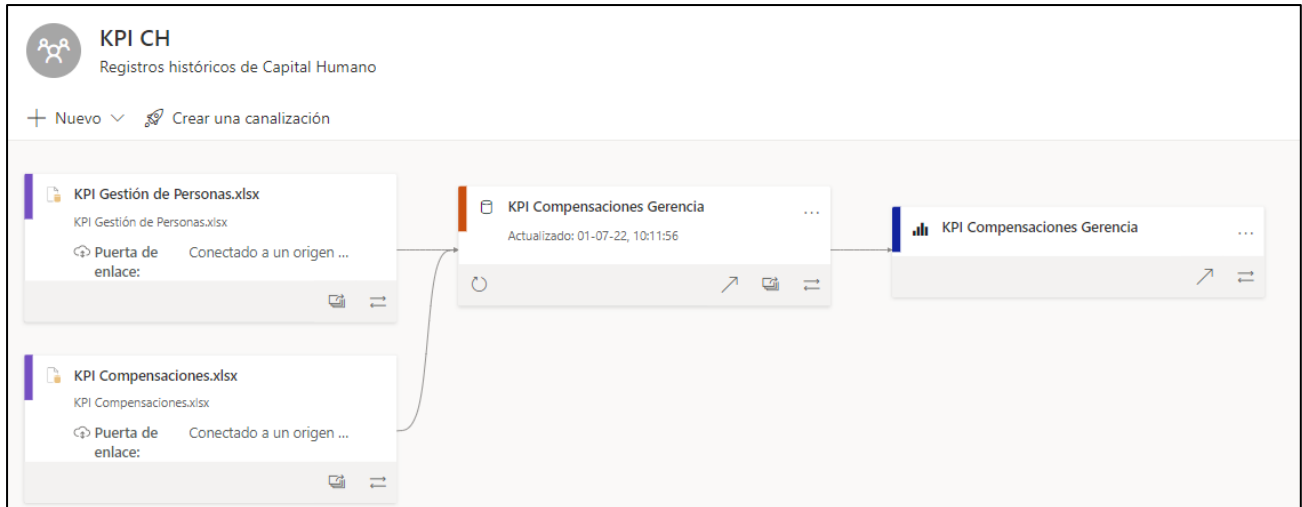 KPI CH
Registros históricos de Capital Humano
Nuevo
Crear una canalización
KPI Gestión de Personas.xlsx
KPI Gestión de Personas.xlsx
Puerta de enlace:
Conectado a un origen ...
KPI Compensaciones.xlsx
KPI Compensaciones.xlsx
Puerta de enlace:
Conectado a un origen ...
KPI Compensaciones Gerencia
Actualizado: 01-07-22, 10:11:56
KPI Compensaciones Gerencia